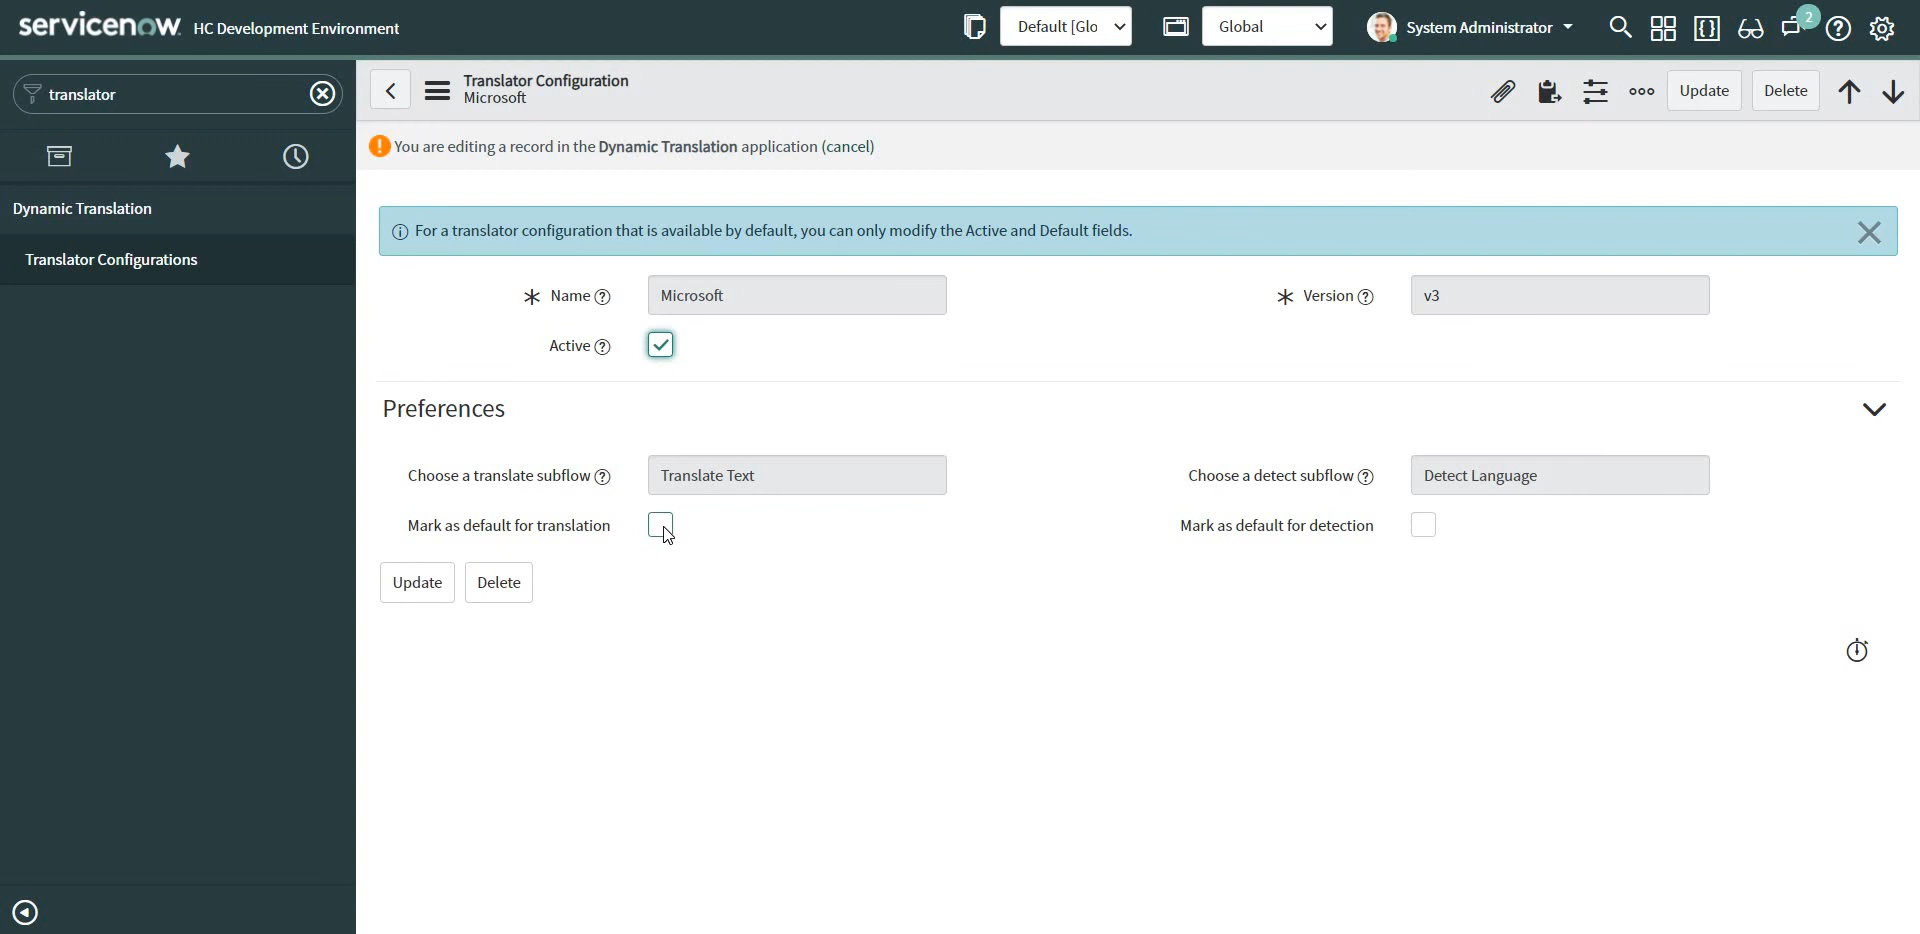 servicenow. HC Development Environment
Default [Glo
Global
System Administrator
2
translator
Translator Configuration
Microsoft
Update
Delete
You are editing a record in the Dynamic Translation application (cancel)
Dynamic Translation
Translator Configurations
For a translator configuration that is available by default, you can only modify the Active and Default fields.
Name
Microsoft
Version
v3
Active
Preferences
Choose a translate subflow
Translate Text
Choose a detect subflow
Detect Language
Mark as default for translation
Mark as default for detection
Update
Delete